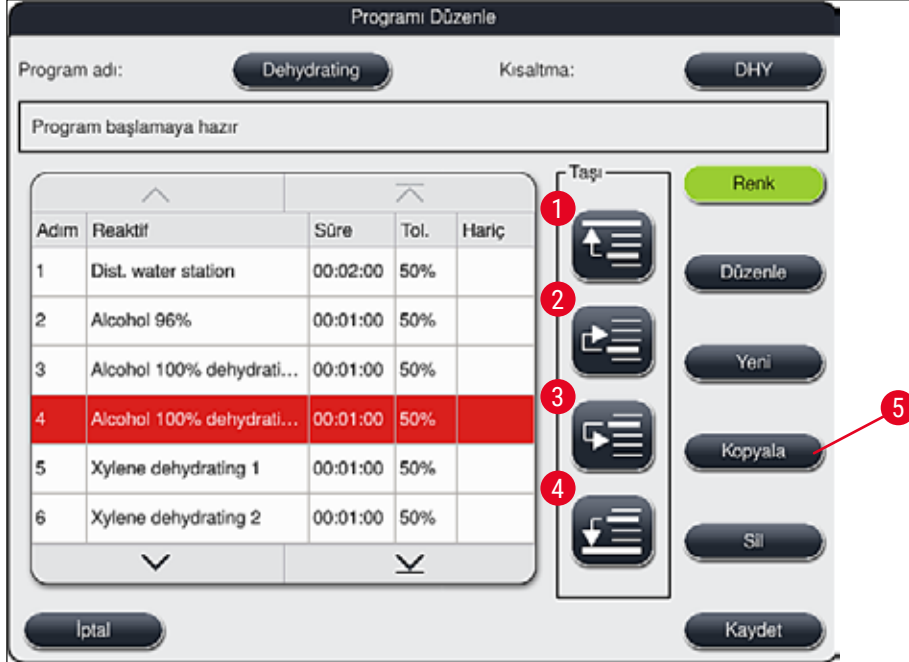 Programı Düzenle
Program adı: Dehydrating Kısaltma: DHY
Program başlamaya hazır
Taşı
Adım Reaktif Süre Tol. Hariç
1 Dist. water station 00:02:00 50%
2 Alcohol 96% 00:01:00 50%
3 Alcohol 100% dehydrati... 00:01:00 50%
4 Alcohol 100% dehydrati... 00:01:00 50%
5 Xylene dehydrating 1 00:01:00 50%
6 Xylene dehydrating 2 00:01:00 50%
1
2
3
4
Renk
Düzenle
Yeni
Kopyala
5
Sil
İptal
Kaydet